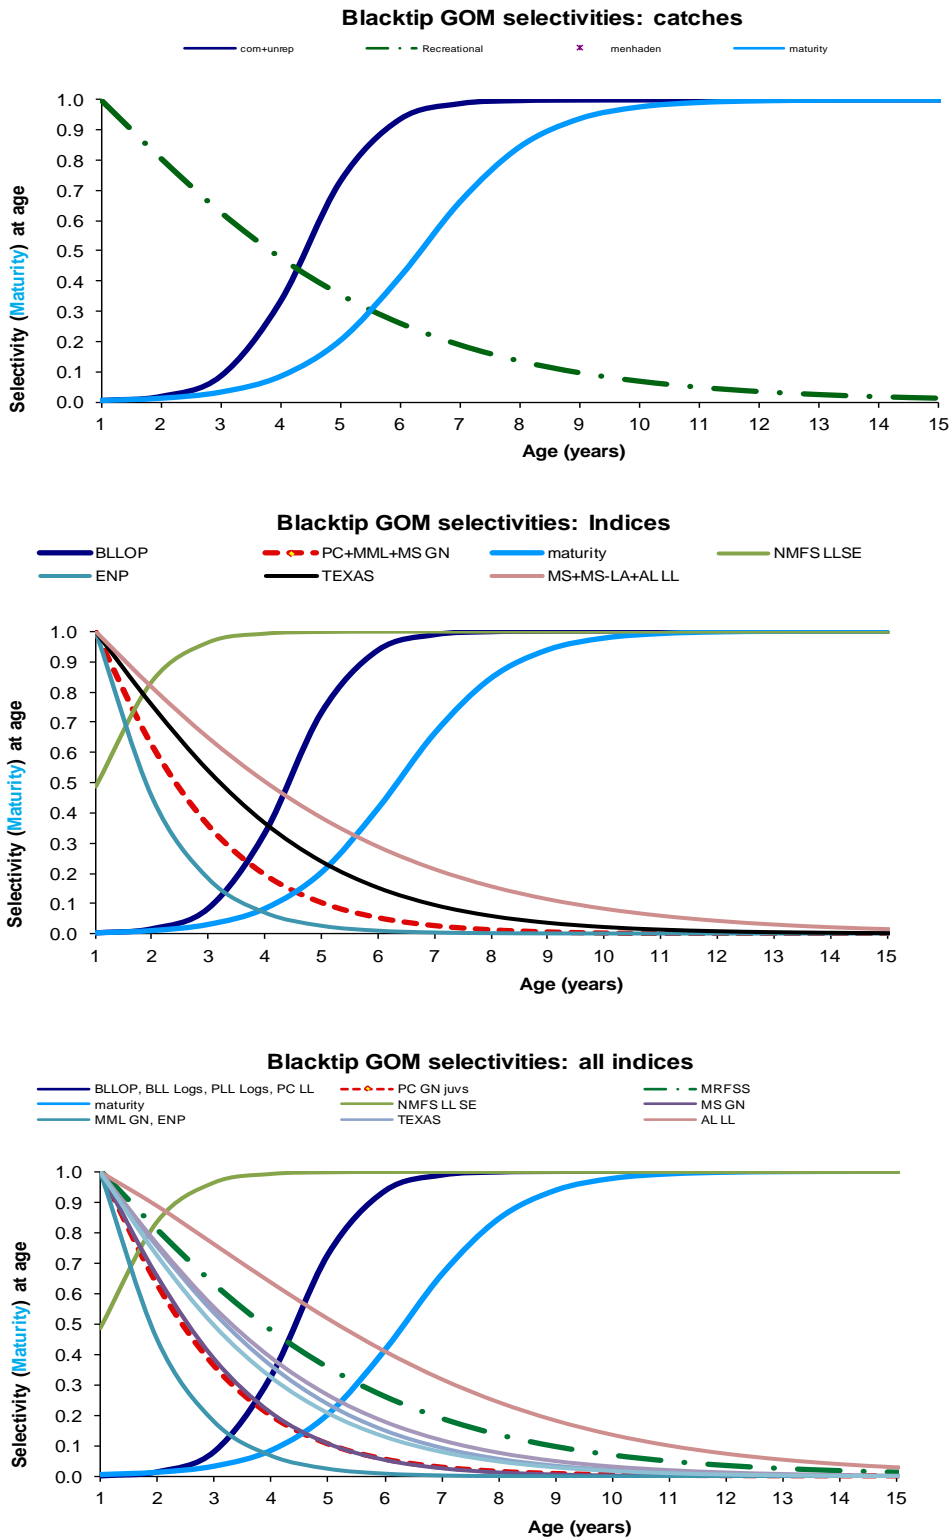 Blacktip GOM selectivities: catches
com+unrep Recreational menhaden maturity
1.0
0.9
0.8
0.7
0.6
0.5
0.4
0.3
0.2
0.1
0.0
Selectivity (Maturity) at age
1 2 3 4 5 6 7 8 9 10 11 12 13 14 15
Age (years)
Blacktip GOM selectivities: Indices
BLLOP PC+MML+MS GN maturity NMFS LLSE
ENP TEXAS MS+MS-LA+AL LL
1.0
0.9
0.8
0.7
0.6
0.5
0.4
0.3
0.2
0.1
0.0
Selectivity (Maturity) at age
1 2 3 4 5 6 7 8 9 10 11 12 13 14 15
Age (years)
Blacktip GOM selectivities: all indices
BLLOP, BLL Logs, PLL Logs, PC LL PC GN juvs MRFSS
maturity NMFS LL SE MS GN
MML GN, ENP TEXAS AL LL
1.0
0.9
0.8
0.7
0.6
0.5
0.4
0.3
0.2
0.1
0.0
Selectivity (Maturity) at age
1 2 3 4 5 6 7 8 9 10 11 12 13 14 15
Age (years)